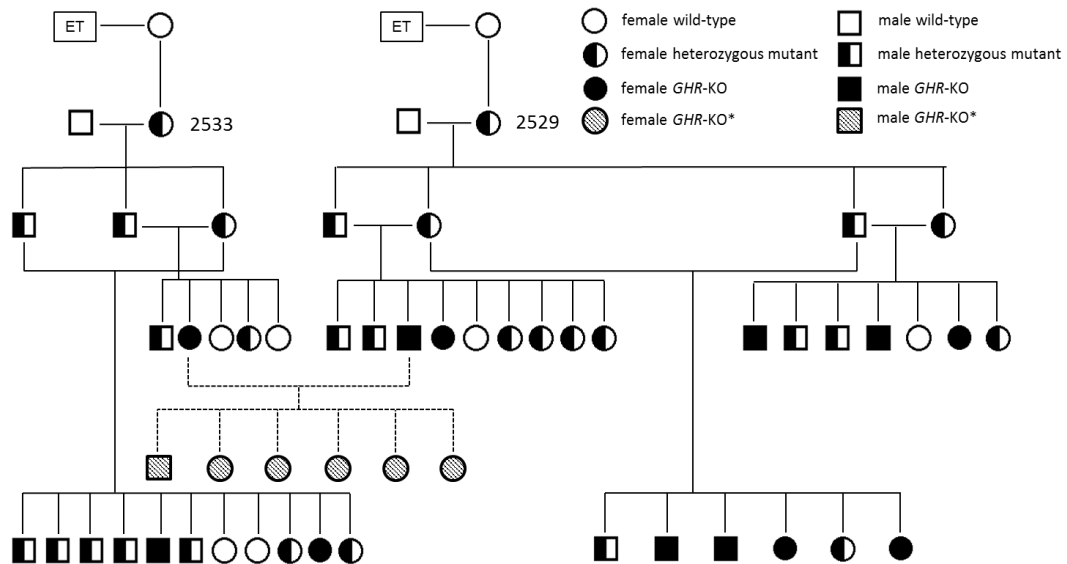 ET
ET
female wild-type
male wild-type
female heterozygous mutant
male heterozygous mutant
female GHR-KO
male GHR-KO
female GHR-KO*
male GHR-KO*
2533
2529